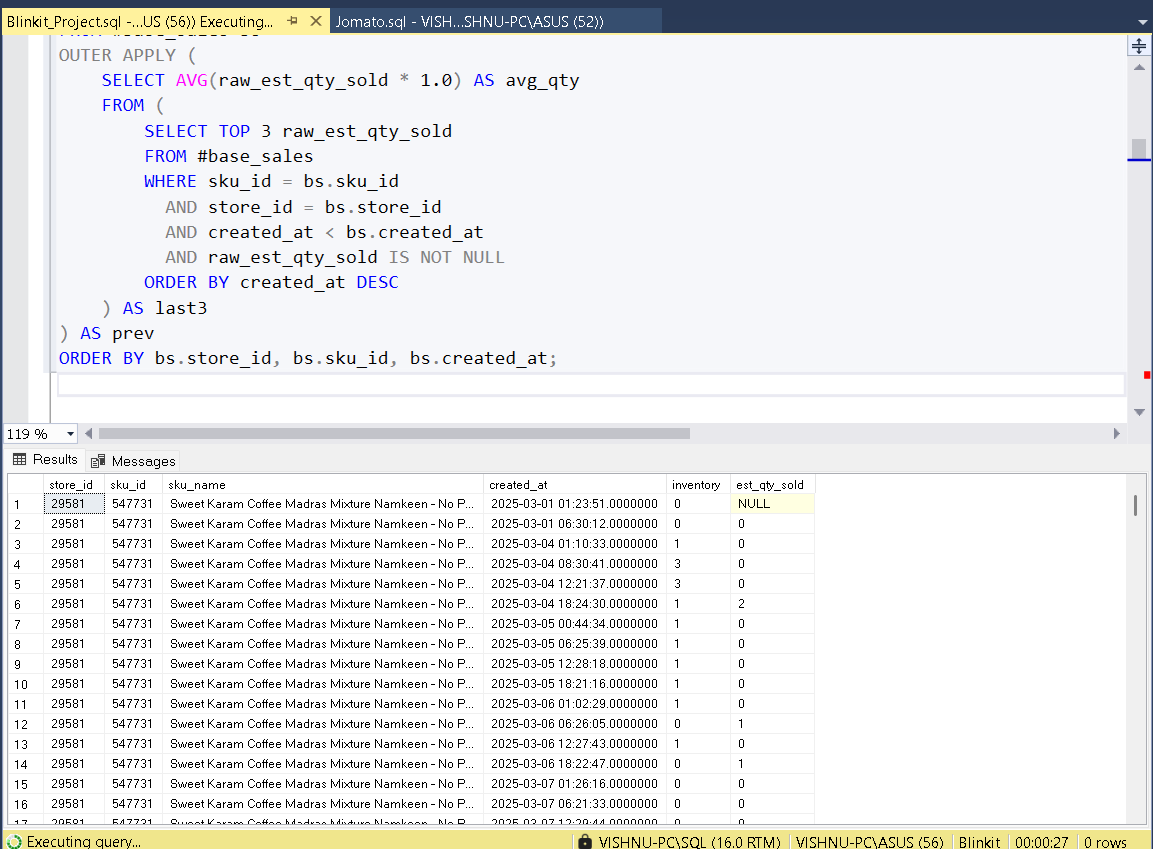 Blinkit_Project.sql -...US (56)) Executing...
Jomato.sql - VISH...SHNU-PC\ASUS (52))
OUTER APPLY (
SELECT AVG(raw_est_qty_sold * 1.0) AS avg_qty
FROM (
SELECT TOP 3 raw_est_qty_sold
FROM #base_sales
WHERE sku_id = bs.sku_id
AND store_id = bs.store_id
AND created_at < bs.created_at
AND raw_est_qty_sold IS NOT NULL
ORDER BY created_at DESC
) AS last3
) AS prev
ORDER BY bs.store_id, bs.sku_id, bs.created_at;
119 %
Results Messages
store_id sku_id sku_name created_at inventory est_qty_sold
1 29581 547731 Sweet Karam Coffee Madras Mixture Namkeen - No P... 2025-03-01 01:23:51.0000000 0 NULL
2 29581 547731 Sweet Karam Coffee Madras Mixture Namkeen - No P... 2025-03-01 06:30:12.0000000 0 0
3 29581 547731 Sweet Karam Coffee Madras Mixture Namkeen - No P... 2025-03-04 01:10:33.0000000 1 0
4 29581 547731 Sweet Karam Coffee Madras Mixture Namkeen - No P... 2025-03-04 08:30:41.0000000 3 0
5 29581 547731 Sweet Karam Coffee Madras Mixture Namkeen - No P... 2025-03-04 12:21:37.0000000 3 0
6 29581 547731 Sweet Karam Coffee Madras Mixture Namkeen - No P... 2025-03-04 18:24:30.0000000 1 2
7 29581 547731 Sweet Karam Coffee Madras Mixture Namkeen - No P... 2025-03-05 00:44:34.0000000 1 0
8 29581 547731 Sweet Karam Coffee Madras Mixture Namkeen - No P... 2025-03-05 06:25:39.0000000 1 0
9 29581 547731 Sweet Karam Coffee Madras Mixture Namkeen - No P... 2025-03-05 12:28:18.0000000 1 0
10 29581 547731 Sweet Karam Coffee Madras Mixture Namkeen - No P... 2025-03-05 18:21:16.0000000 1 0
11 29581 547731 Sweet Karam Coffee Madras Mixture Namkeen - No P... 2025-03-06 01:02:29.0000000 1 0
12 29581 547731 Sweet Karam Coffee Madras Mixture Namkeen - No P... 2025-03-06 06:26:05.0000000 0 1
13 29581 547731 Sweet Karam Coffee Madras Mixture Namkeen - No P... 2025-03-06 12:27:43.0000000 1 0
14 29581 547731 Sweet Karam Coffee Madras Mixture Namkeen - No P... 2025-03-06 18:22:47.0000000 0 1
15 29581 547731 Sweet Karam Coffee Madras Mixture Namkeen - No P... 2025-03-07 01:26:16.0000000 0 0
16 29581 547731 Sweet Karam Coffee Madras Mixture Namkeen - No P... 2025-03-07 06:21:33.0000000 0 0
Executing query... VISHNU-PC\SQL (16.0 RTM) VISHNU-PC\ASUS (56) Blinkit 00:00:27 0 rows